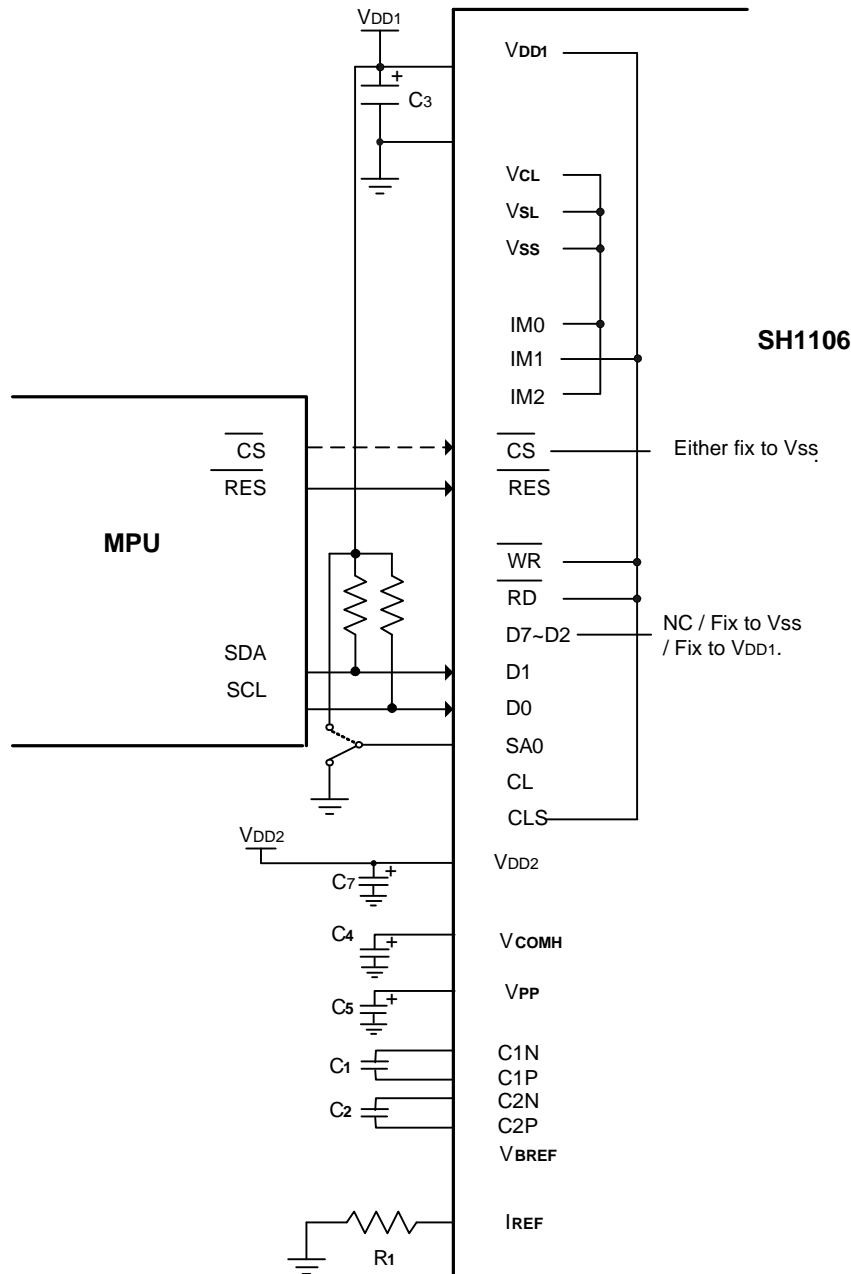 VDD1
VDD1
C3
VCL
VSL
VSS
IM0
IM1
IM2
SH1106
CS
CS
Either fix to Vss.
RES
RES
MPU
WR
RD
D7~D2
NC / Fix to Vss
/ Fix to VDD1.
SDA
D1
SCL
D0
SA0
CL
CLS
VDD2
VDD2
C7
+
C4
+
VCOMH
C5
+
VPP
C1
C1N
C1P
C2
C2N
C2P
VBREF
IREF
R1
+